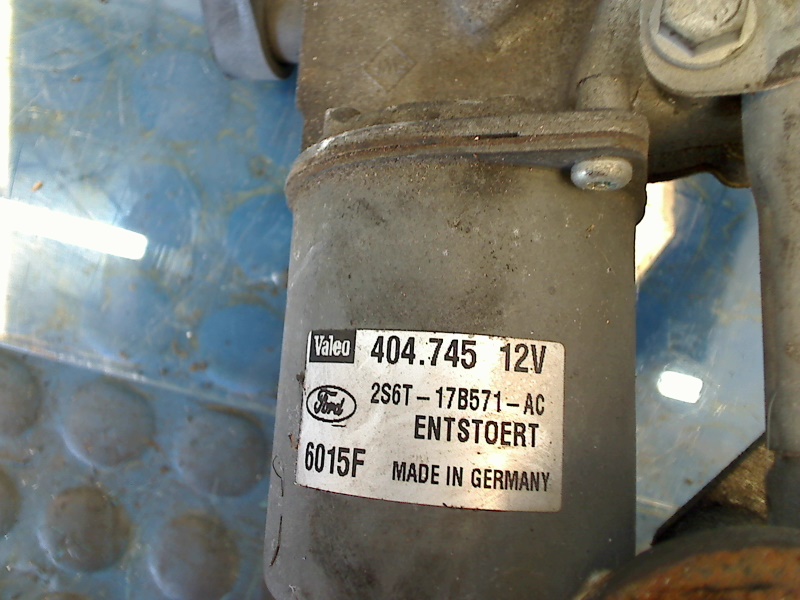 Valeo 404.745 12V
Ford 2S6T-17B571-AC
ENTSTOERT
6015F MADE IN GERMANY